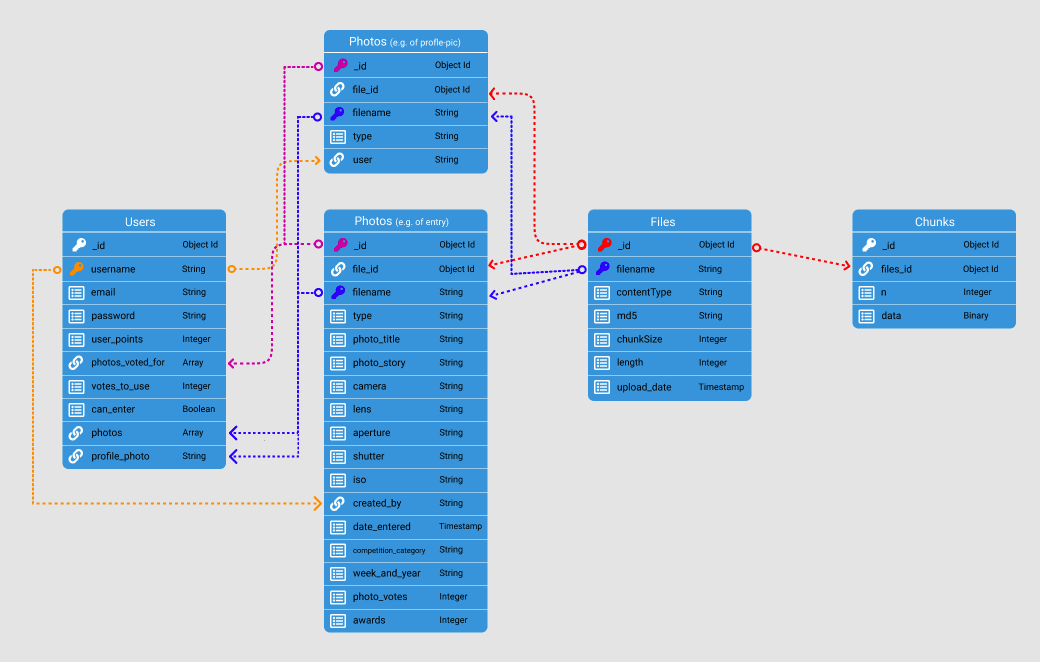 Photos (e.g. of profle-pic)
_id Object Id
file_id Object Id
filename String
type String
user String
Users
_id Object Id
username String
email String
password String
user_points Integer
photos_voted_for Array
votes_to_use Integer
can_enter Boolean
photos Array
profile_photo String
Photos (e.g. of entry)
_id Object Id
file_id Object Id
filename String
type String
photo_title String
photo_story String
camera String
lens String
aperture String
shutter String
iso String
created_by String
date_entered Timestamp
competition_category String
week_and_year String
photo_votes Integer
awards Integer
Files
_id Object Id
filename String
contentType String
md5 String
chunkSize Integer
length Integer
upload_date Timestamp
Chunks
_id Object Id
files_id Object Id
n Integer
data Binary